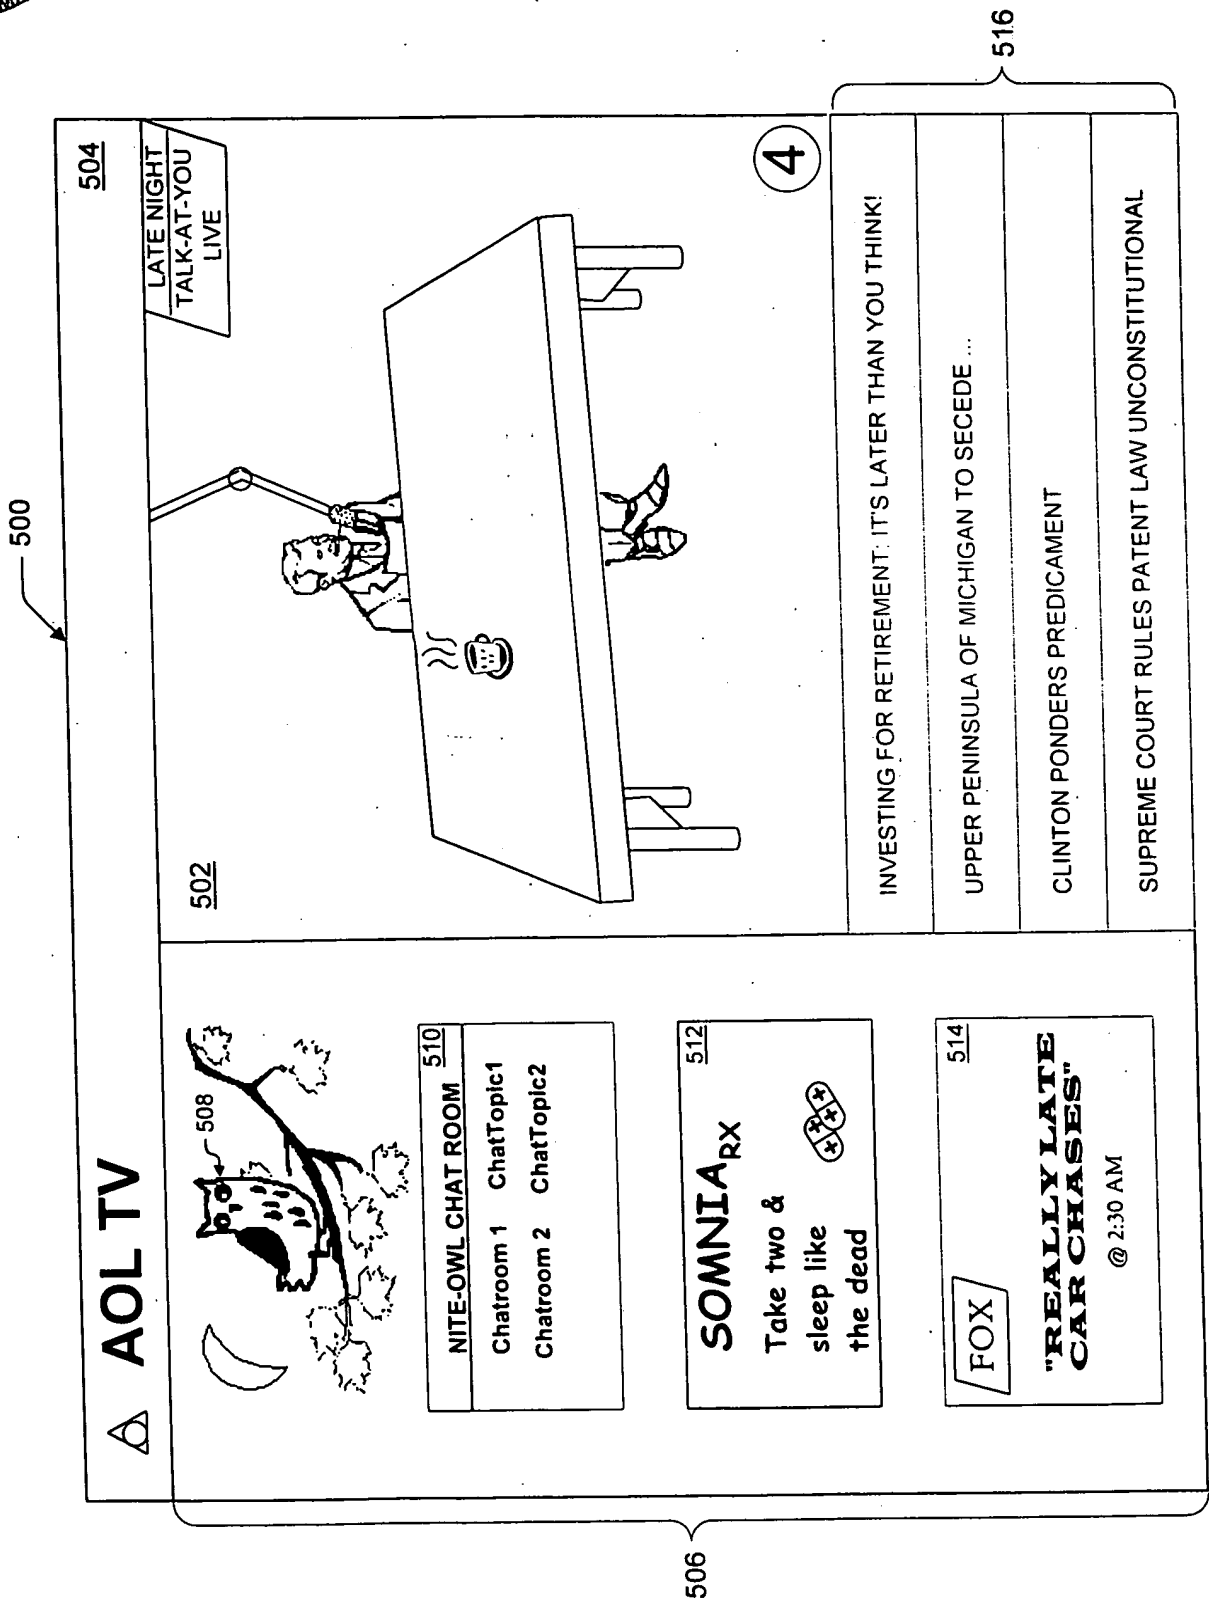 500
AOL TV
504
502
LATE NIGHT
TALK-AT-YOU
LIVE
508
NITE-OWL CHAT ROOM
510
Chatroom 1 ChatTopic1
Chatroom 2 ChatTopic2
SOMNIA RX
512
Take two &
sleep like
the dead
514
FOX
"REALLY LATE
CAR CHASES"
@ 2:30 AM
506
4
INVESTING FOR RETIREMENT: IT'S LATER THAN YOU THINK!
UPPER PENINSULA OF MICHIGAN TO SECEDE ...
CLINTON PONDERS PREDICAMENT
SUPREME COURT RULES PATENT LAW UNCONSTITUTIONAL
516